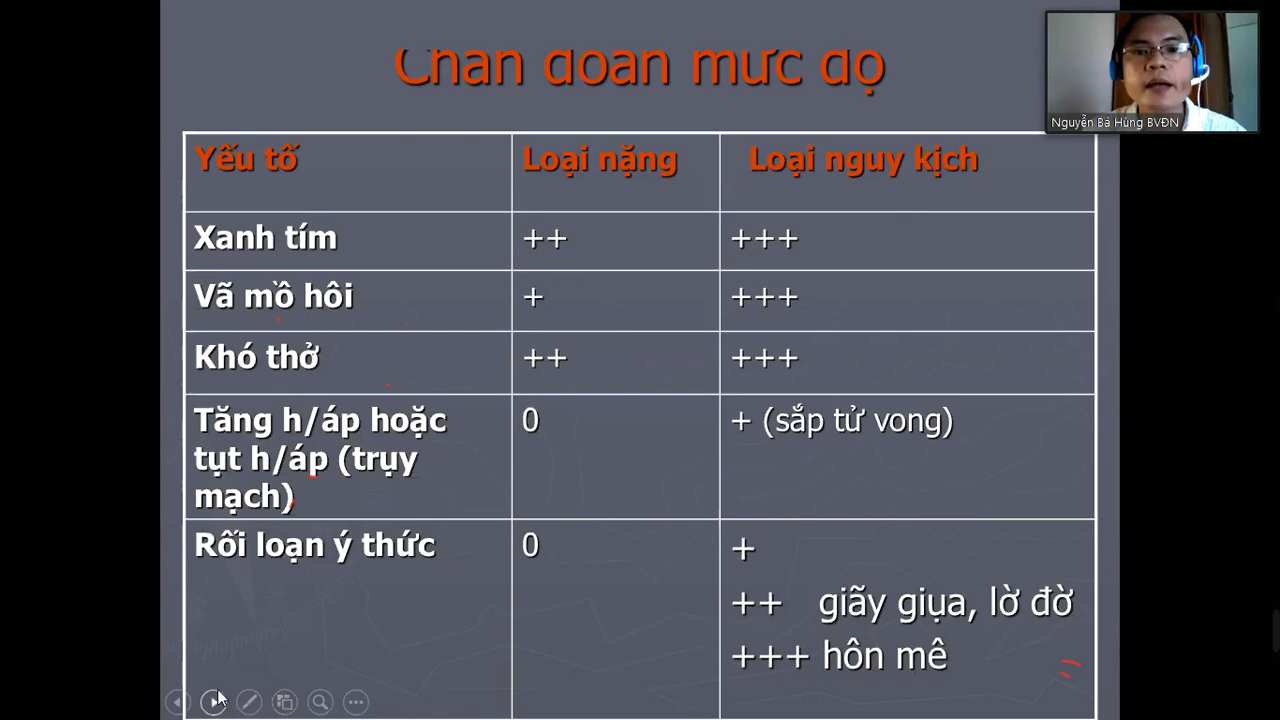 Chẩn đoán mức độ
Nguyễn Bá Hùng BVĐN
Yếu tố Loại nặng Loại nguy kịch
Xanh tím ++ +++
Vã mồ hôi + +++
Khó thở ++ +++
Tăng h/áp hoặc 0 + (sắp tử vong)
tụt h/áp (trụy
mạch)
Rối loạn ý thức 0 +
++ giãy giụa, lờ đờ
+++ hôn mê